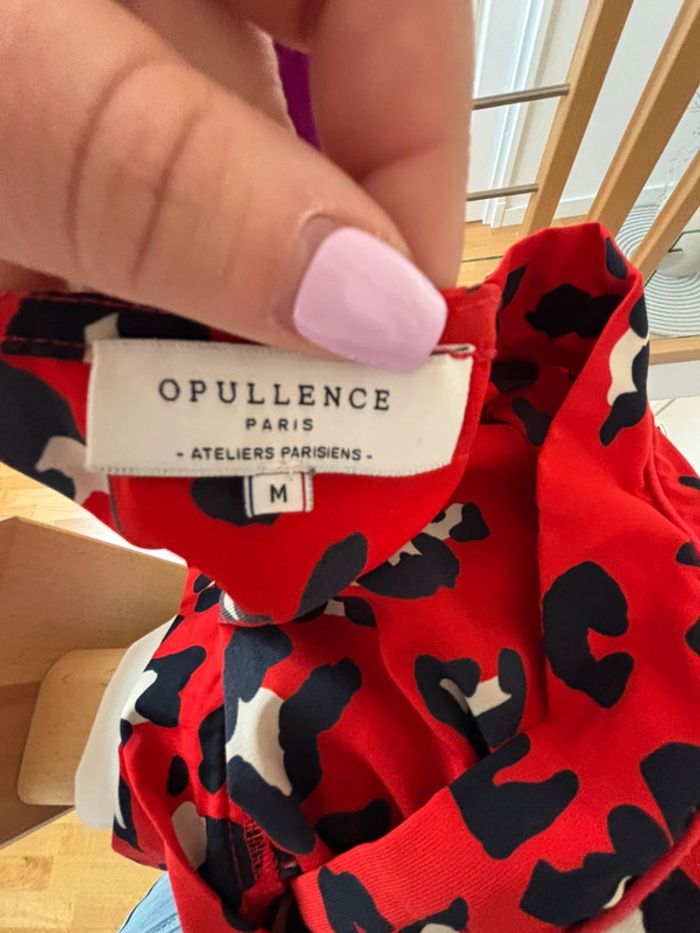 OPULLENCE
PARIS
- ATELIERS PARISIENS -
M